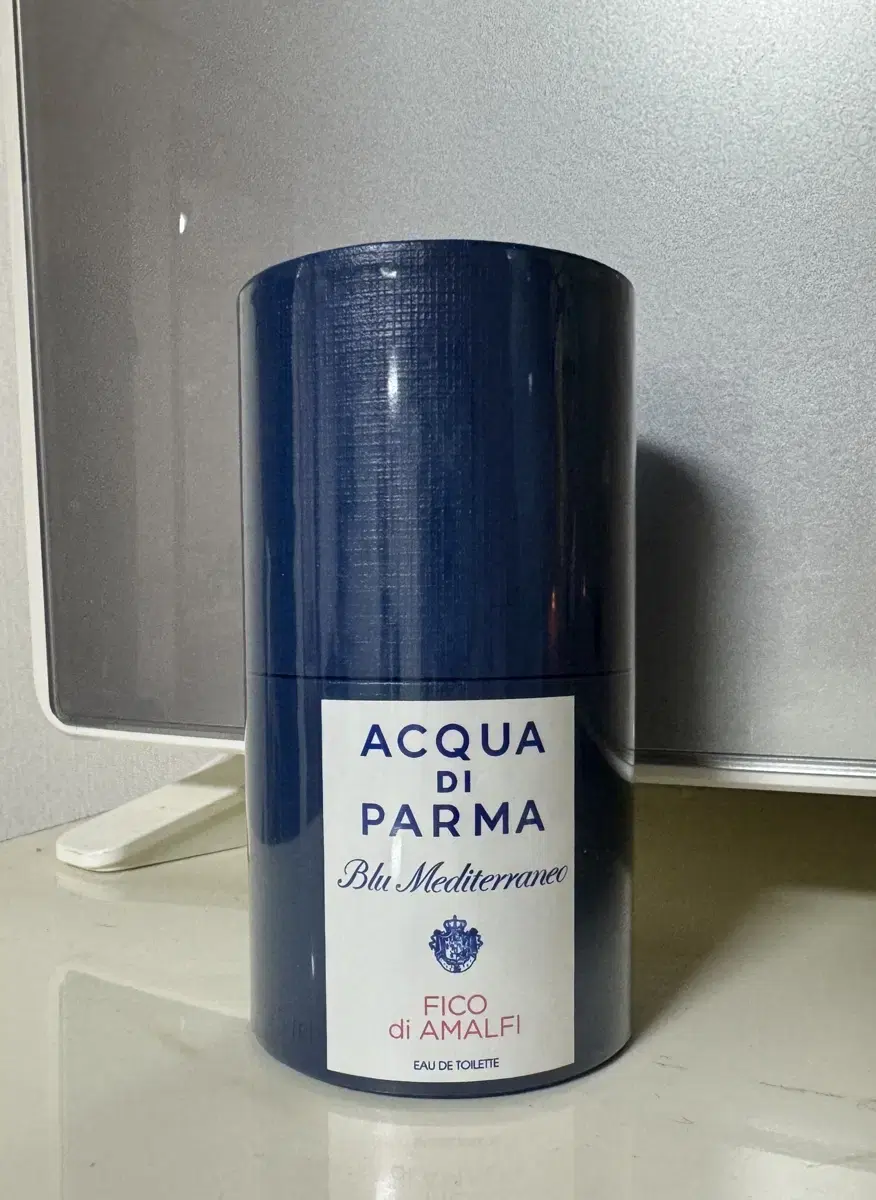 ACQUA
DI
PARMA
Blu Mediterraneo
FICO
di AMALFI
EAU DE TOILETTE